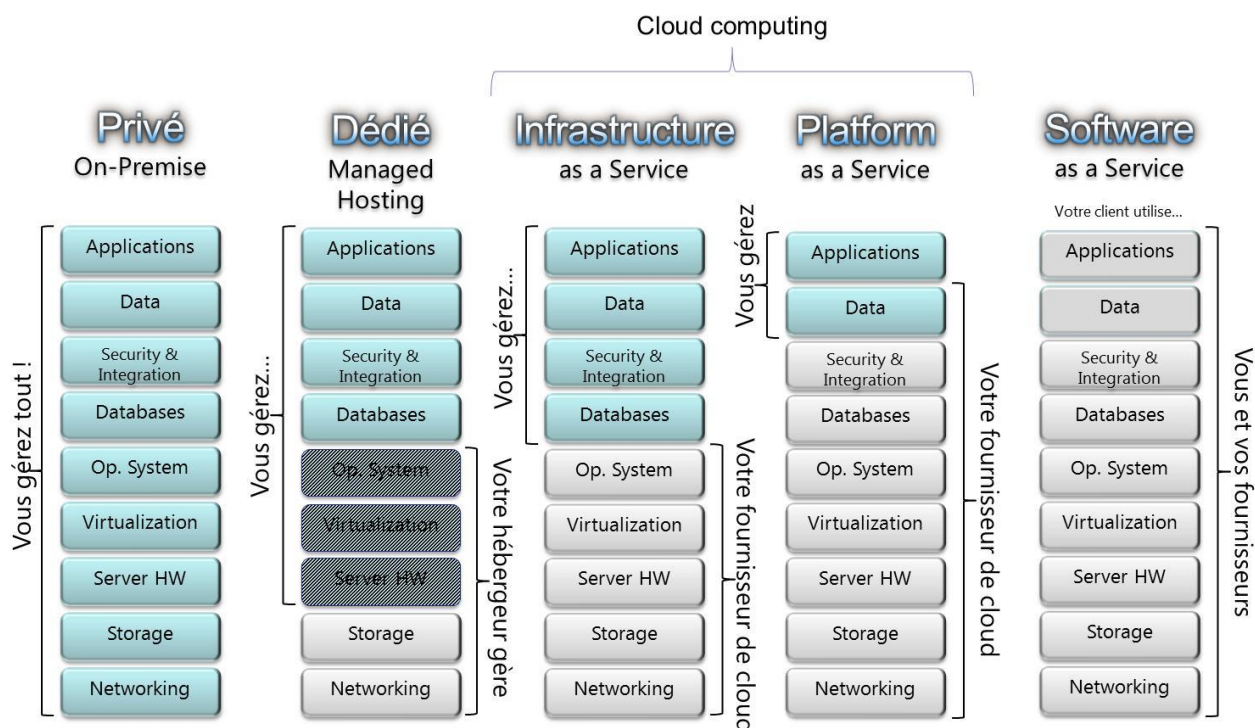 Cloud computing
Privé
On-Premise
Vous gérez tout !
Applications
Data
Security &
Integration
Databases
Op. System
Virtualization
Server HW
Storage
Networking
Dédié
Managed
Hosting
Vous gérez...
Applications
Data
Security &
Integration
Databases
Op. System
Virtualization
Server HW
Storage
Networking
Votre hébergeur gère
Infrastructure
as a Service
Vous gérez...
Applications
Data
Security &
Integration
Databases
Op. System
Virtualization
Server HW
Storage
Networking
Votre fournisseur de cloud
Platform
as a Service
Vous gérez
Applications
Data
Security &
Integration
Databases
Op. System
Virtualization
Server HW
Storage
Networking
Votre fournisseur de cloud
Software
as a Service
Votre client utilise...
Applications
Data
Security &
Integration
Databases
Op. System
Virtualization
Server HW
Storage
Networking
Vous et vos fournisseurs